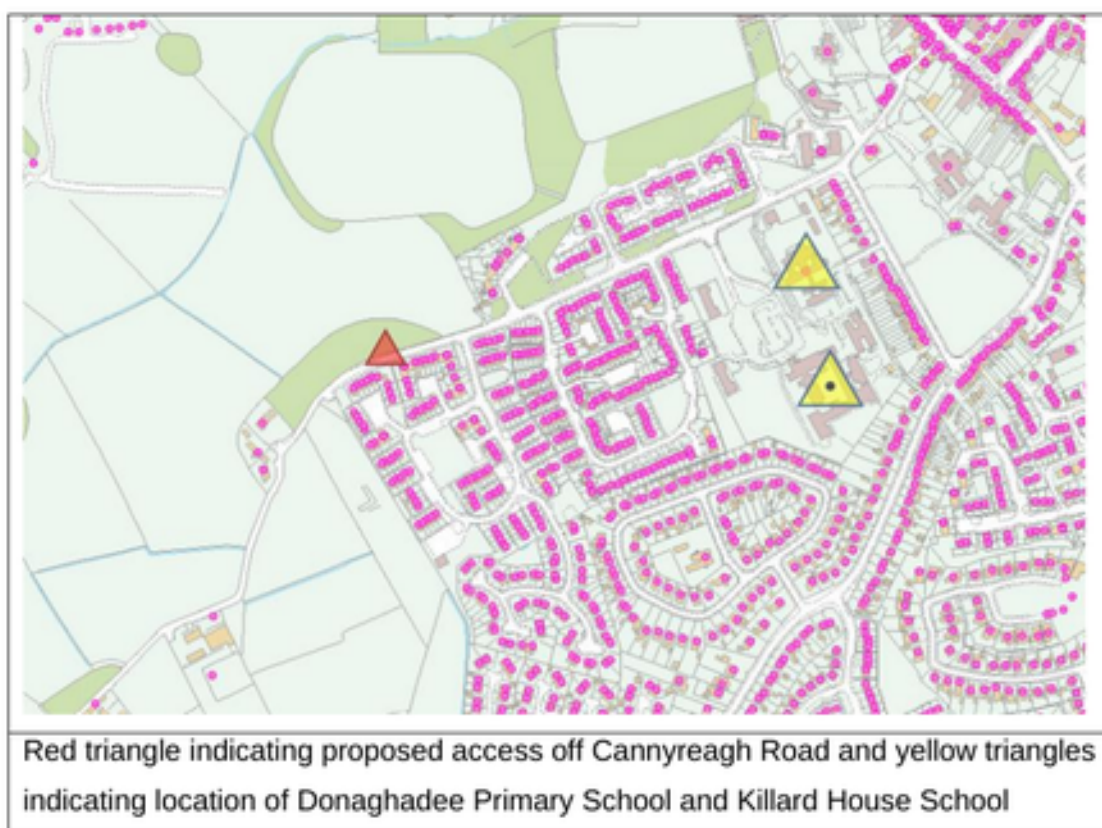 Red triangle indicating proposed access off Cannyreagh Road and yellow triangles
indicating location of Donaghadee Primary School and Killard House School